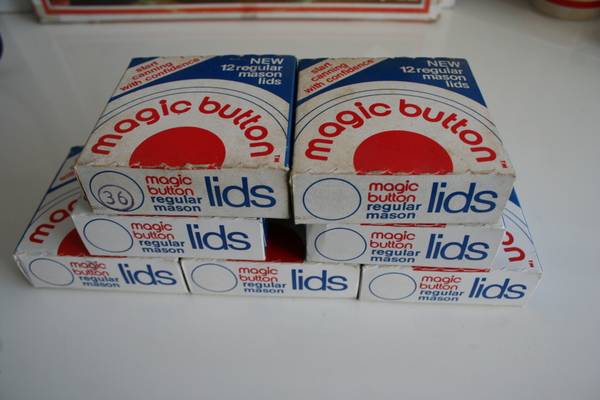 start
canning
with confidence
NEW
12 regular
mason
lids
magic button
36
magic
button
regular
mason
lids
start
canning
with confidence
NEW
12 regular
mason
lids
magic button™
magic
button
regular
mason
lids
magic
button
regular
mason
lids
magic
button
regular
mason
lids
magic
button
regular
mason
lids
magic
button
regular
mason
lids
magic
button
regular
mason
lids